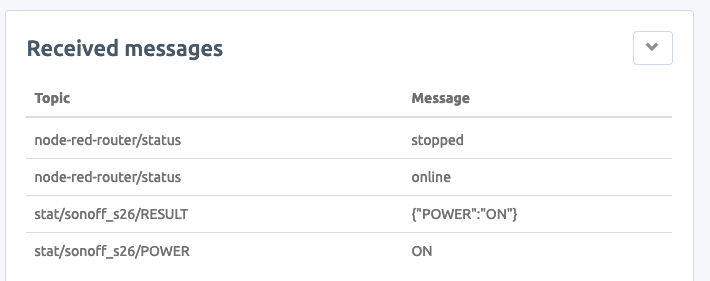 Received messages
Topic Message
node-red-router/status stopped
node-red-router/status online
stat/sonoff_s26/RESULT {"POWER":"ON"}
stat/sonoff_s26/POWER ON